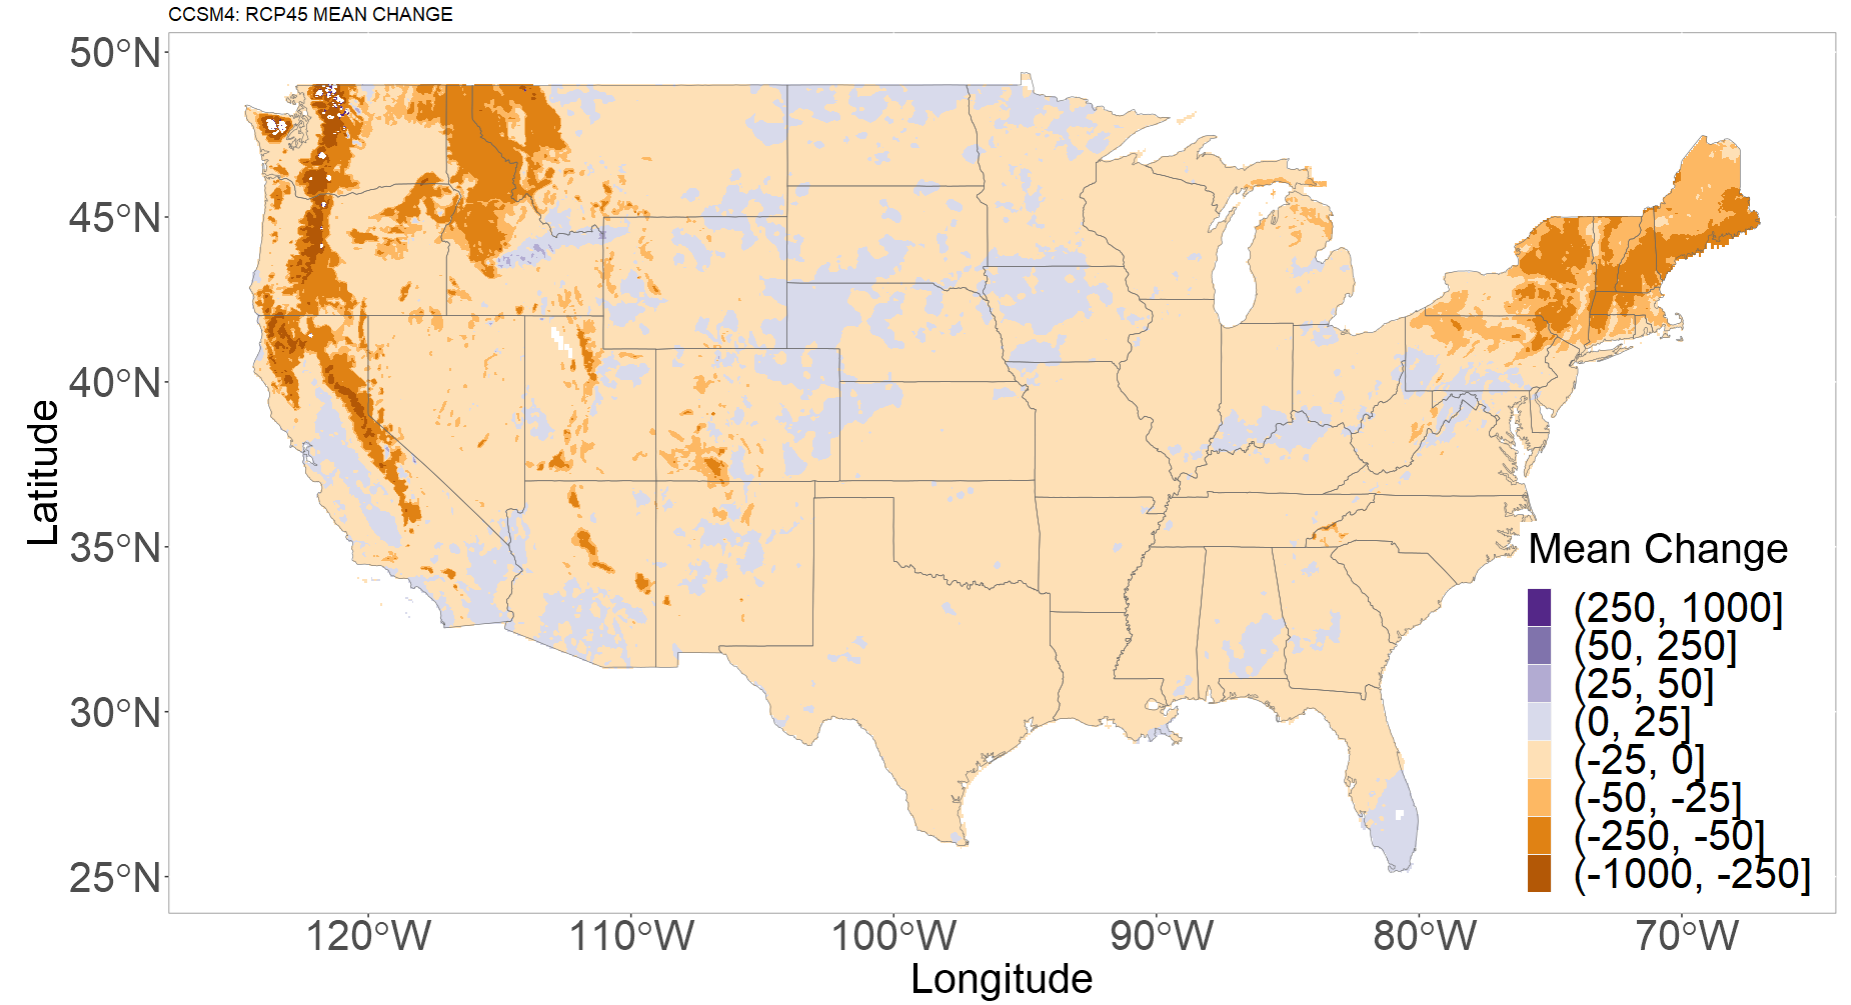 CCSM4: RCP45 MEAN CHANGE
50°N
45°N
40°N
35°N
30°N
25°N
Latitude
120°W
110°W
100°W
90°W
80°W
70°W
Longitude
Mean Change
(250, 1000]
(50, 250]
(25, 50]
(0, 25]
(-25, 0]
(-50, -25]
(-250, -50]
(-1000, -250]